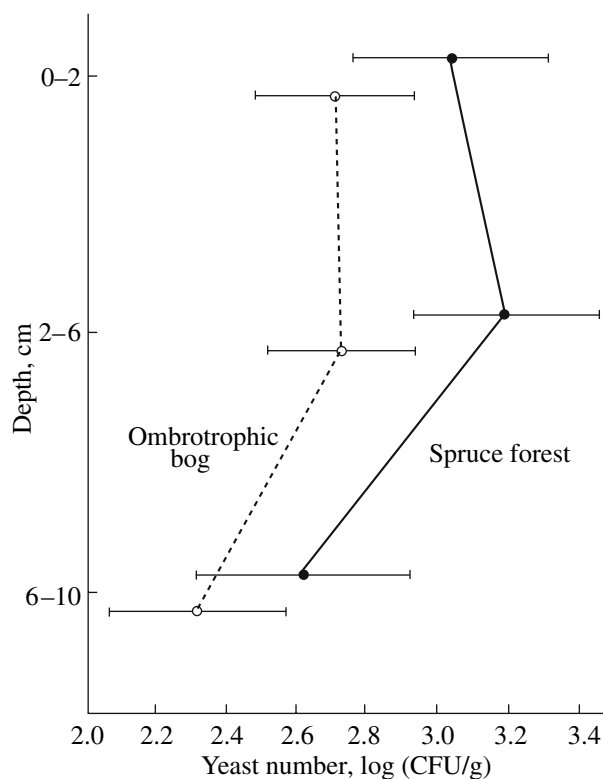 0–2
2–6
6–10
Depth, cm
Ombrotrophic
bog
Spruce forest
2.0 2.2 2.4 2.6 2.8 3.0 3.2 3.4
Yeast number, log (CFU/g)